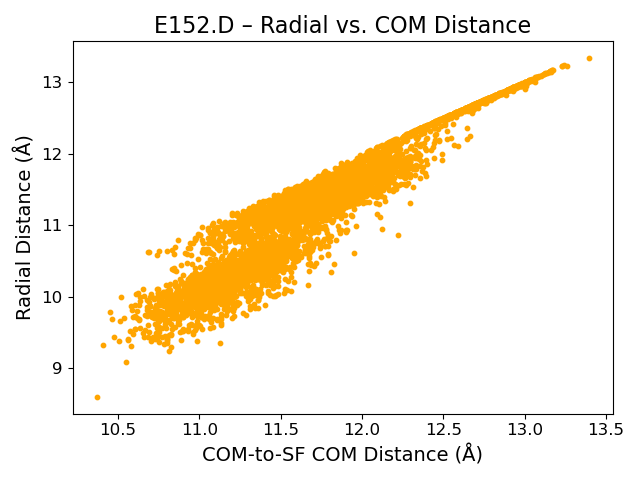 E152.D – Radial vs. COM Distance
Radial Distance (Å)
13
12
11
10
9
10.5 11.0 11.5 12.0 12.5 13.0 13.5
COM-to-SF COM Distance (Å)